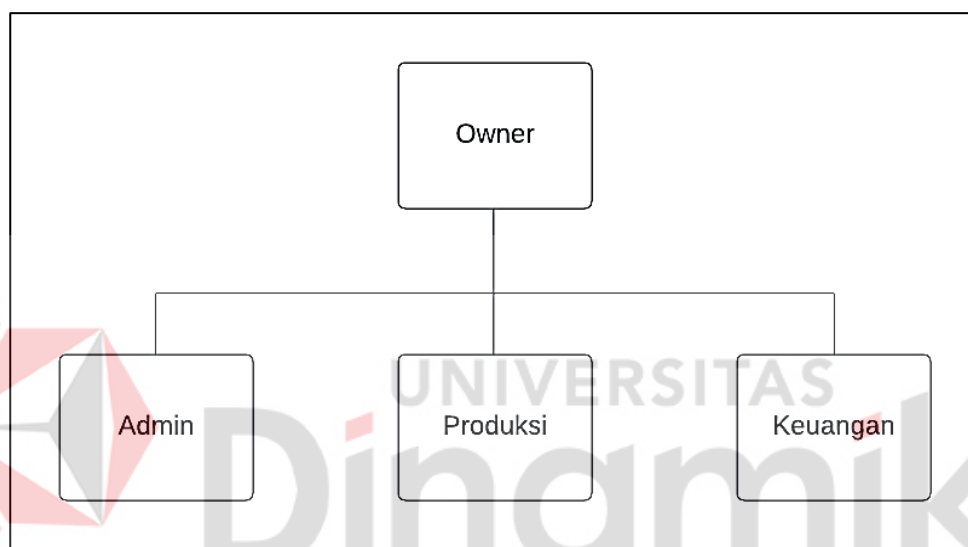 Owner
UNIVERSITAS
Admin
Produksi
Keuangan
Dinamik